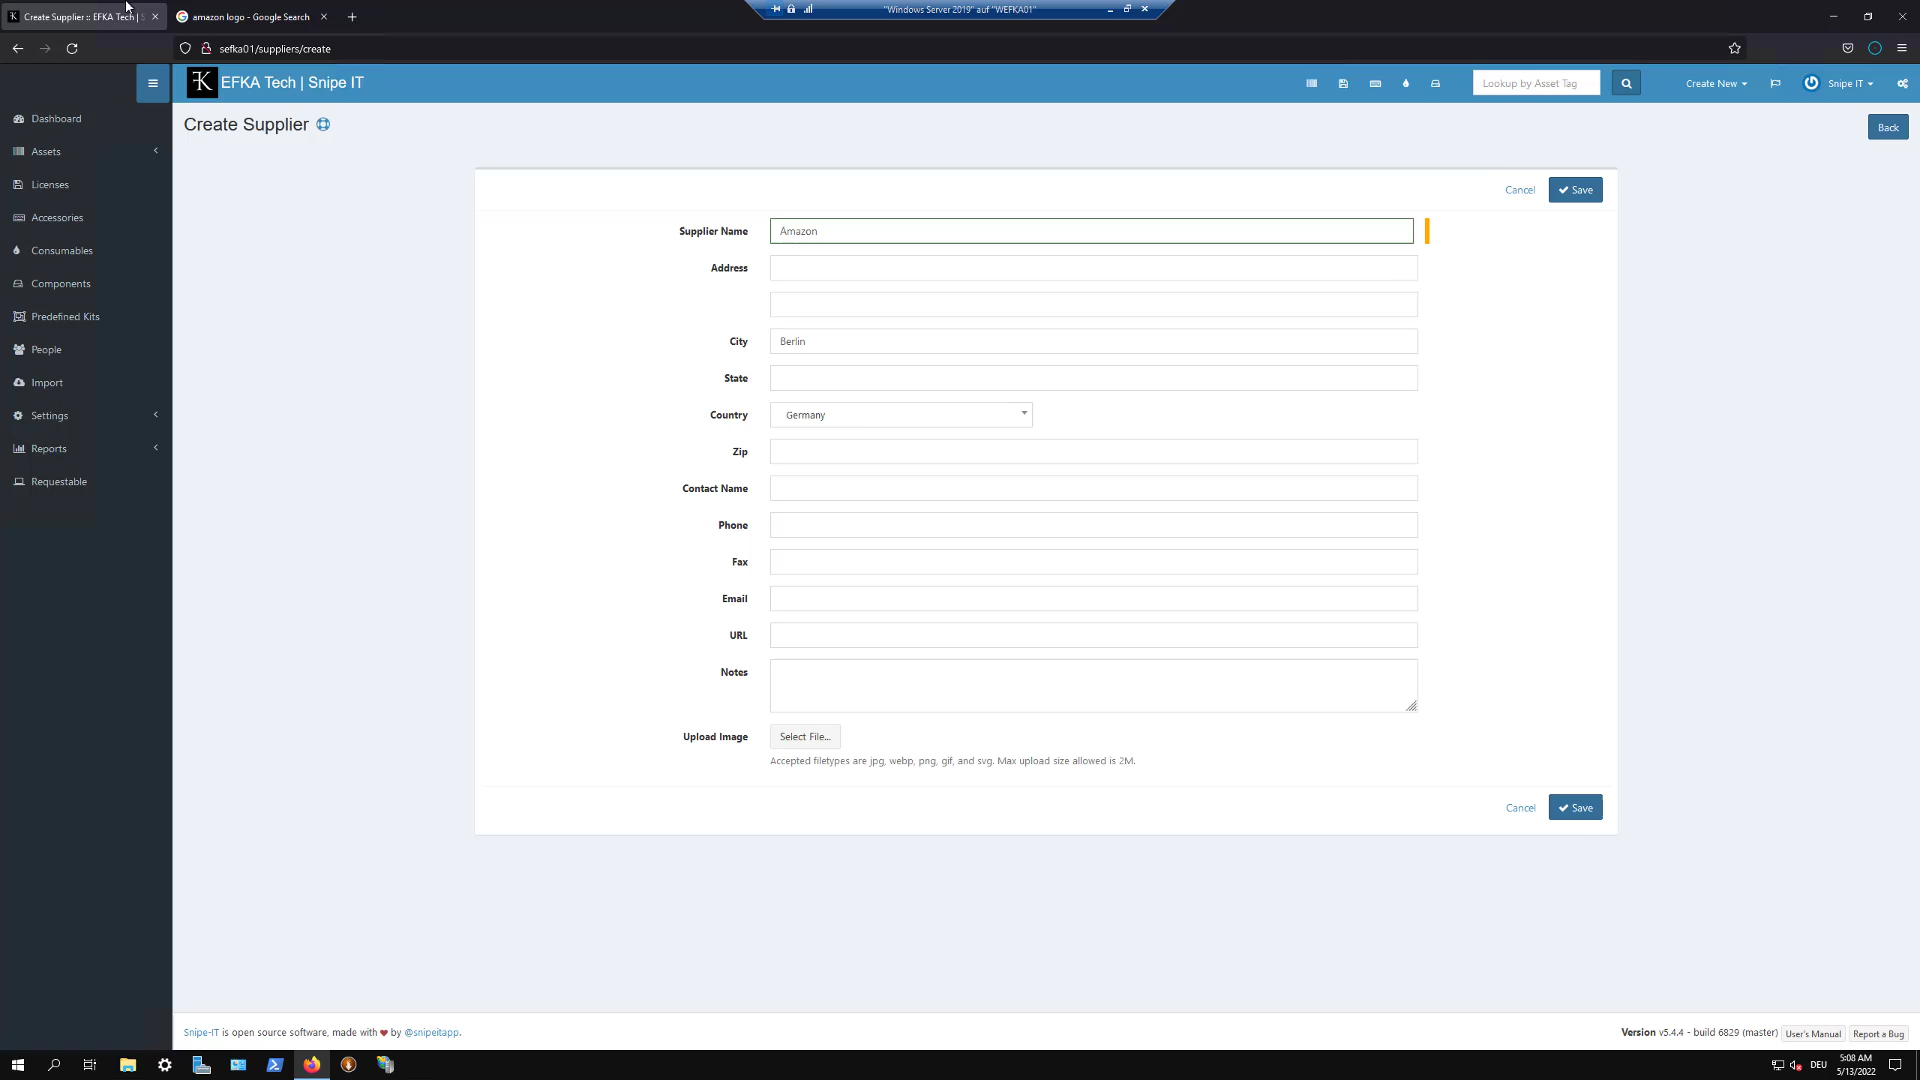 Create Supplier :: EFKA Tech | S
amazon logo - Google Search
"Windows Server 2019" auf "WEFKA01"
sefka01/suppliers/create
EFKA Tech | Snipe IT
Lookup by Asset Tag
Create New
Snipe IT
Dashboard
Assets
Licenses
Accessories
Consumables
Components
Predefined Kits
People
Import
Settings
Reports
Requestable
Create Supplier
Back
Cancel
Save
Supplier Name
Amazon
Address
City
Berlin
State
Country
Germany
Zip
Contact Name
Phone
Fax
Email
URL
Notes
Upload Image
Select File...
Accepted filetypes are jpg, webp, png, gif, and svg. Max upload size allowed is 2M.
Cancel
Save
Snipe-IT is open source software, made with by @snipeitapp.
Version v5.4.4 - build 6829 (master)
User's Manual
Report a Bug
DEU
5:08 AM
5/13/2022